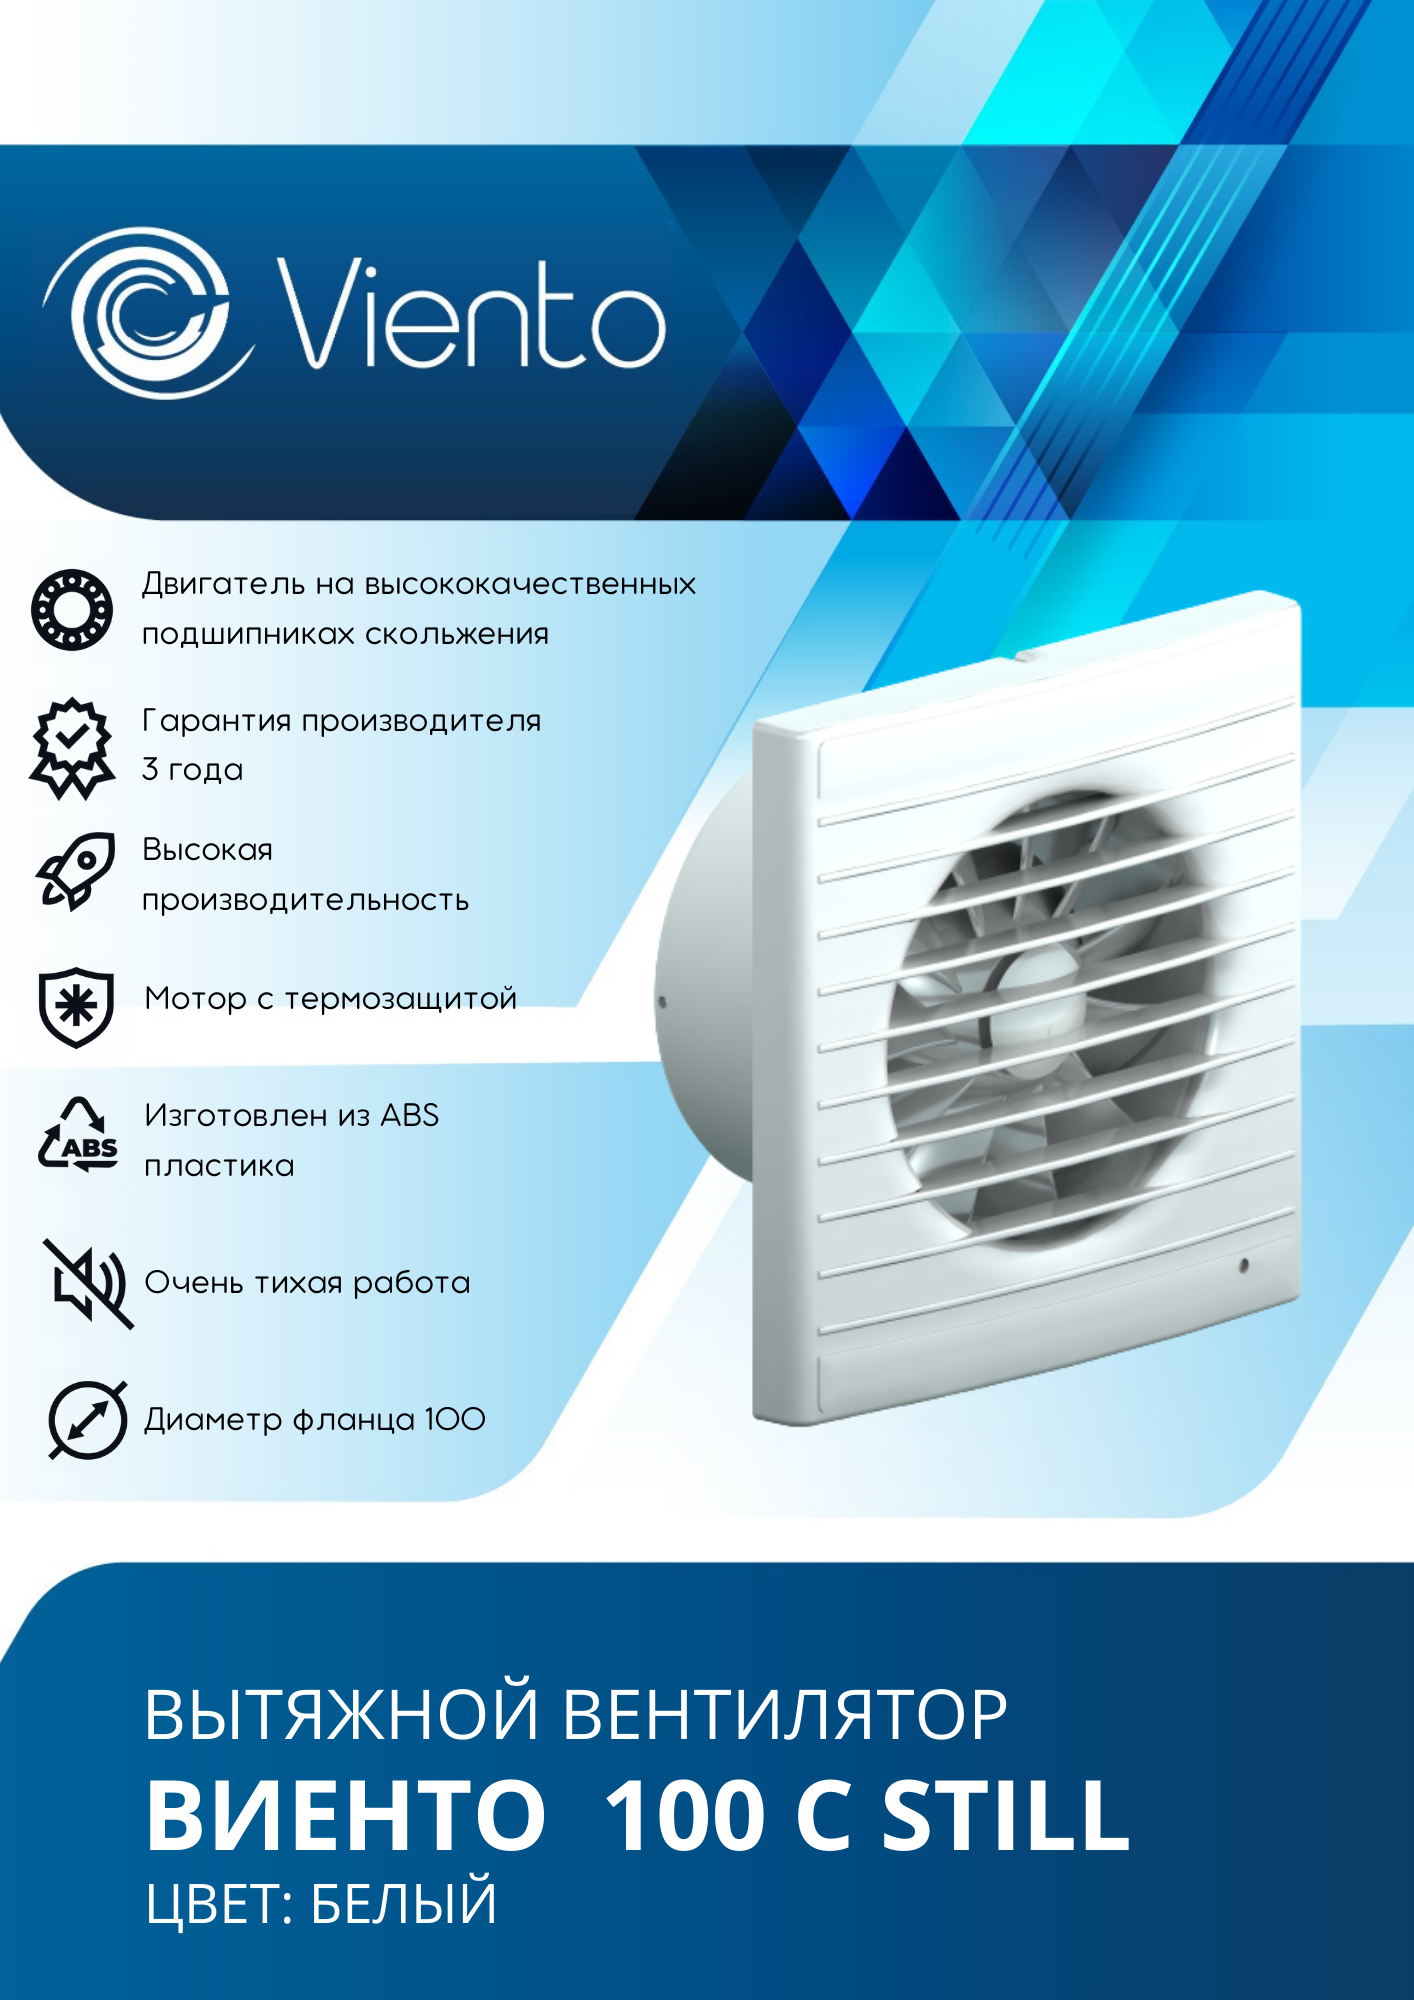 Viento
Двигатель на высококачественных
подшипниках скольжения
Гарантия производителя
3 года
Высокая
производительность
Мотор с термозащитой
ABS
Изготовлен из ABS
пластика
Очень тихая работа
Диаметр фланца 100
ВЫТЯЖНОЙ ВЕНТИЛЯТОР
ВИЕНТО 100 С STILL
ЦВЕТ: БЕЛЫЙ